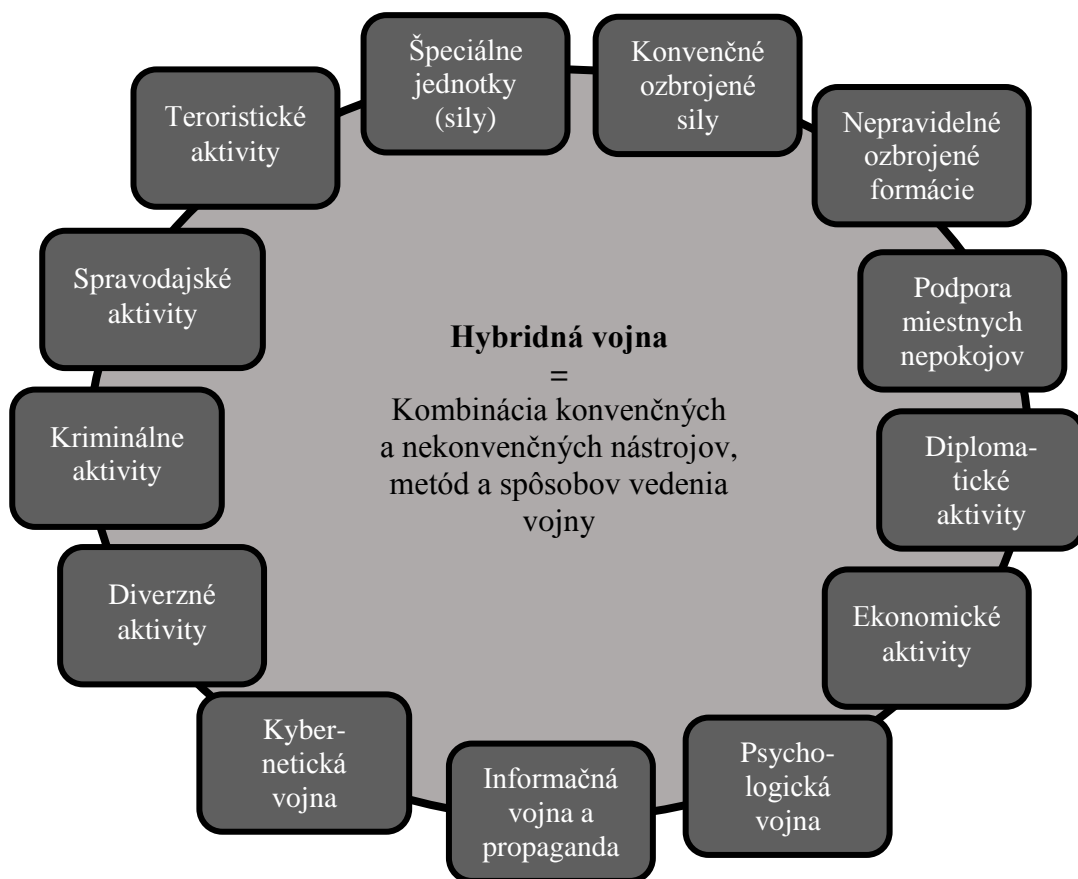 Špeciálne
jednotky
(sily)
Konvenčné
ozbrojené
sily
Nepravidelné
ozbrojené
formácie
Podpora
miestnych
nepokojov
Diploma-
tické
aktivity
Ekonomické
aktivity
Psycho-
logická
vojna
Informačná
vojna a
propaganda
Kyber-
netická
vojna
Diverzné
aktivity
Kriminálne
aktivity
Spravodajské
aktivity
Teroristické
aktivity
Hybridná vojna
=
Kombinácia konvenčných
a nekonvenčných nástrojov,
metód a spôsobov vedenia
vojny